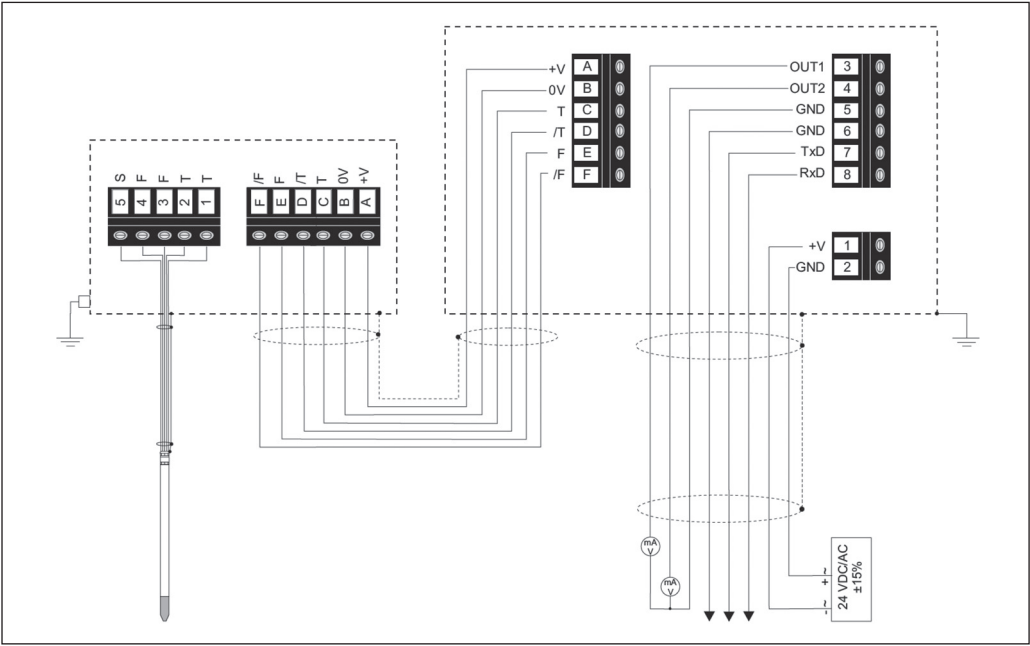 +V A
0V B
T C
/T D
F E
/F F
OUT1 3
OUT2 4
GND 5
GND 6
TxD 7
RxD 8
+V 1
GND 2
S F F T T
5 4 3 2 1
/F F /T T 0V +V
F E D C B A
mA
V
mA
V
~
+
~
-
24 VDC/AC
±15%